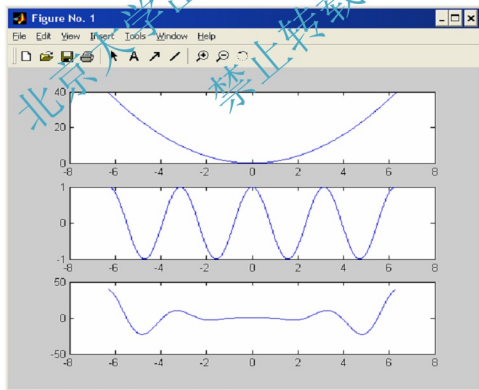 Figure No. 1
File Edit View Insert Tools Window Help
北京大学
禁止转载
40
20
0
-8 -6 -4 -2 0 2 4 6 8
1
0
-1
-8 -6 -4 -2 0 2 4 6 8
50
0
-50
-8 -6 -4 -2 0 2 4 6 8